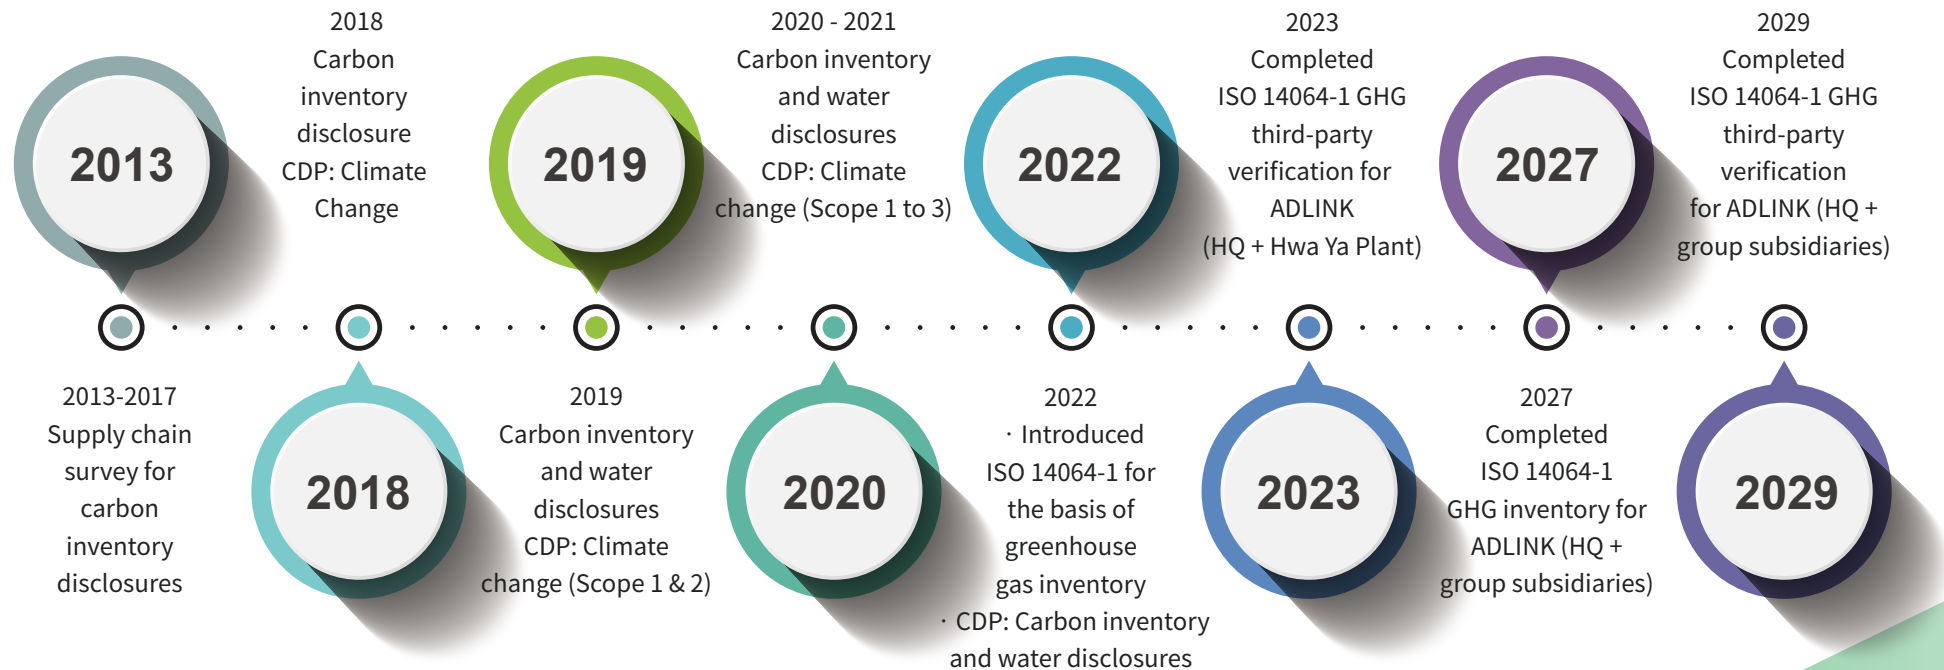 2013
2013-2017
Supply chain
survey for
carbon
inventory
disclosures
2018
Carbon
inventory
disclosure
CDP: Climate
Change
2018
2019
2019
Carbon inventory
and water
disclosures
CDP: Climate
change (Scope 1 & 2)
2020 - 2021
Carbon inventory
and water
disclosures
CDP: Climate
change (Scope 1 to 3)
2020
2022
2022
· Introduced
ISO 14064-1 for
the basis of
greenhouse
gas inventory
· CDP: Carbon inventory
and water disclosures
2023
Completed
ISO 14064-1 GHG
third-party
verification for
ADLINK
(HQ + Hwa Ya Plant)
2023
2027
2027
Completed
ISO 14064-1
GHG inventory for
ADLINK (HQ +
group subsidiaries)
2029
Completed
ISO 14064-1 GHG
third-party
verification
for ADLINK (HQ +
group subsidiaries)
2029